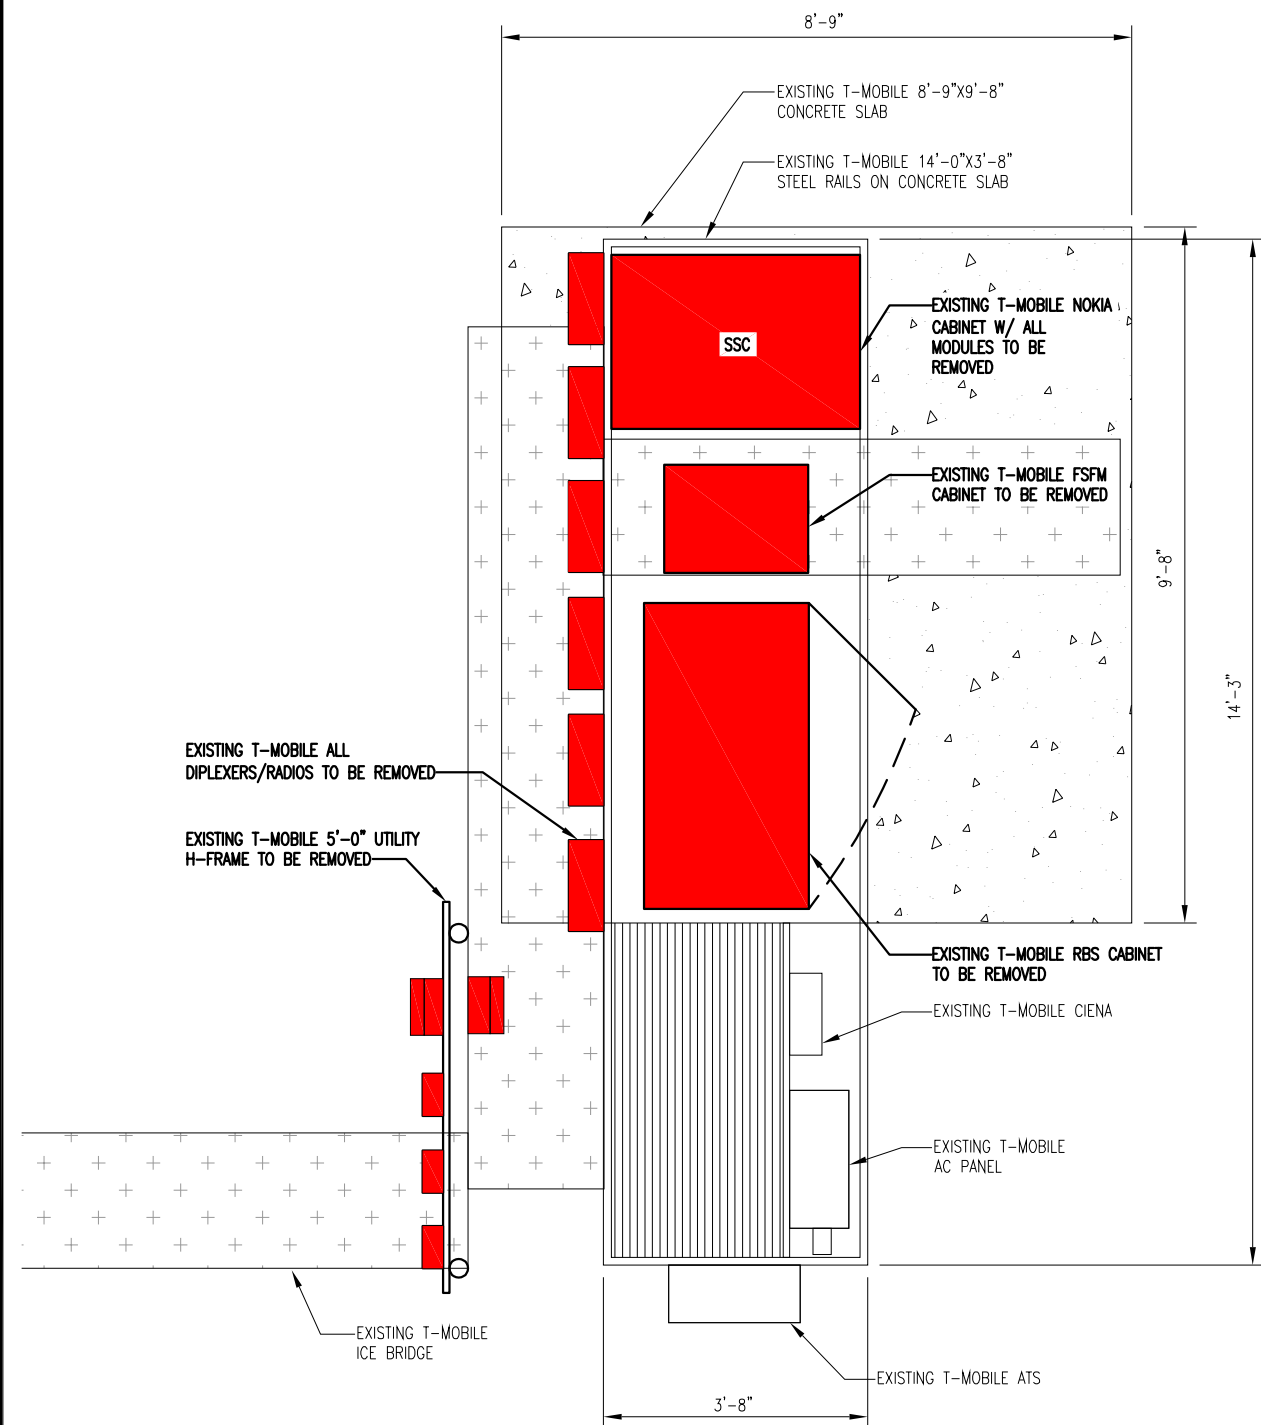 8'-9"
EXISTING T-MOBILE 8'-9"X9'-8"
CONCRETE SLAB
EXISTING T-MOBILE 14'-0"X3'-8"
STEEL RAILS ON CONCRETE SLAB
EXISTING T-MOBILE NOKIA
CABINET W/ ALL
MODULES TO BE
REMOVED
SSC
EXISTING T-MOBILE FSFM
CABINET TO BE REMOVED
9'-8"
14'-3"
EXISTING T-MOBILE ALL
DIPLEXERS/RADIOS TO BE REMOVED
EXISTING T-MOBILE 5'-0" UTILITY
H-FRAME TO BE REMOVED
EXISTING T-MOBILE RBS CABINET
TO BE REMOVED
EXISTING T-MOBILE CIENA
EXISTING T-MOBILE
AC PANEL
EXISTING T-MOBILE
ICE BRIDGE
EXISTING T-MOBILE ATS
3'-8"